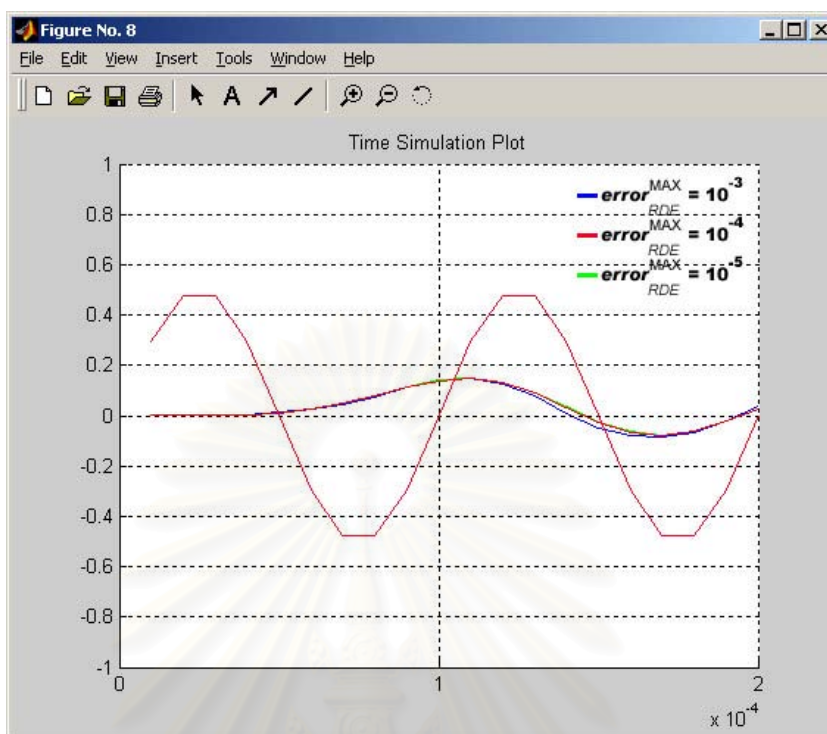 Figure No. 8
File Edit View Insert Tools Window Help
A
Time Simulation Plot
error MAX RDE = 10^-3
error MAX RDE = 10^-4
error MAX RDE = 10^-5
1
0.8
0.6
0.4
0.2
0
-0.2
-0.4
-0.6
-0.8
-1
0 1 2
x 10^-4